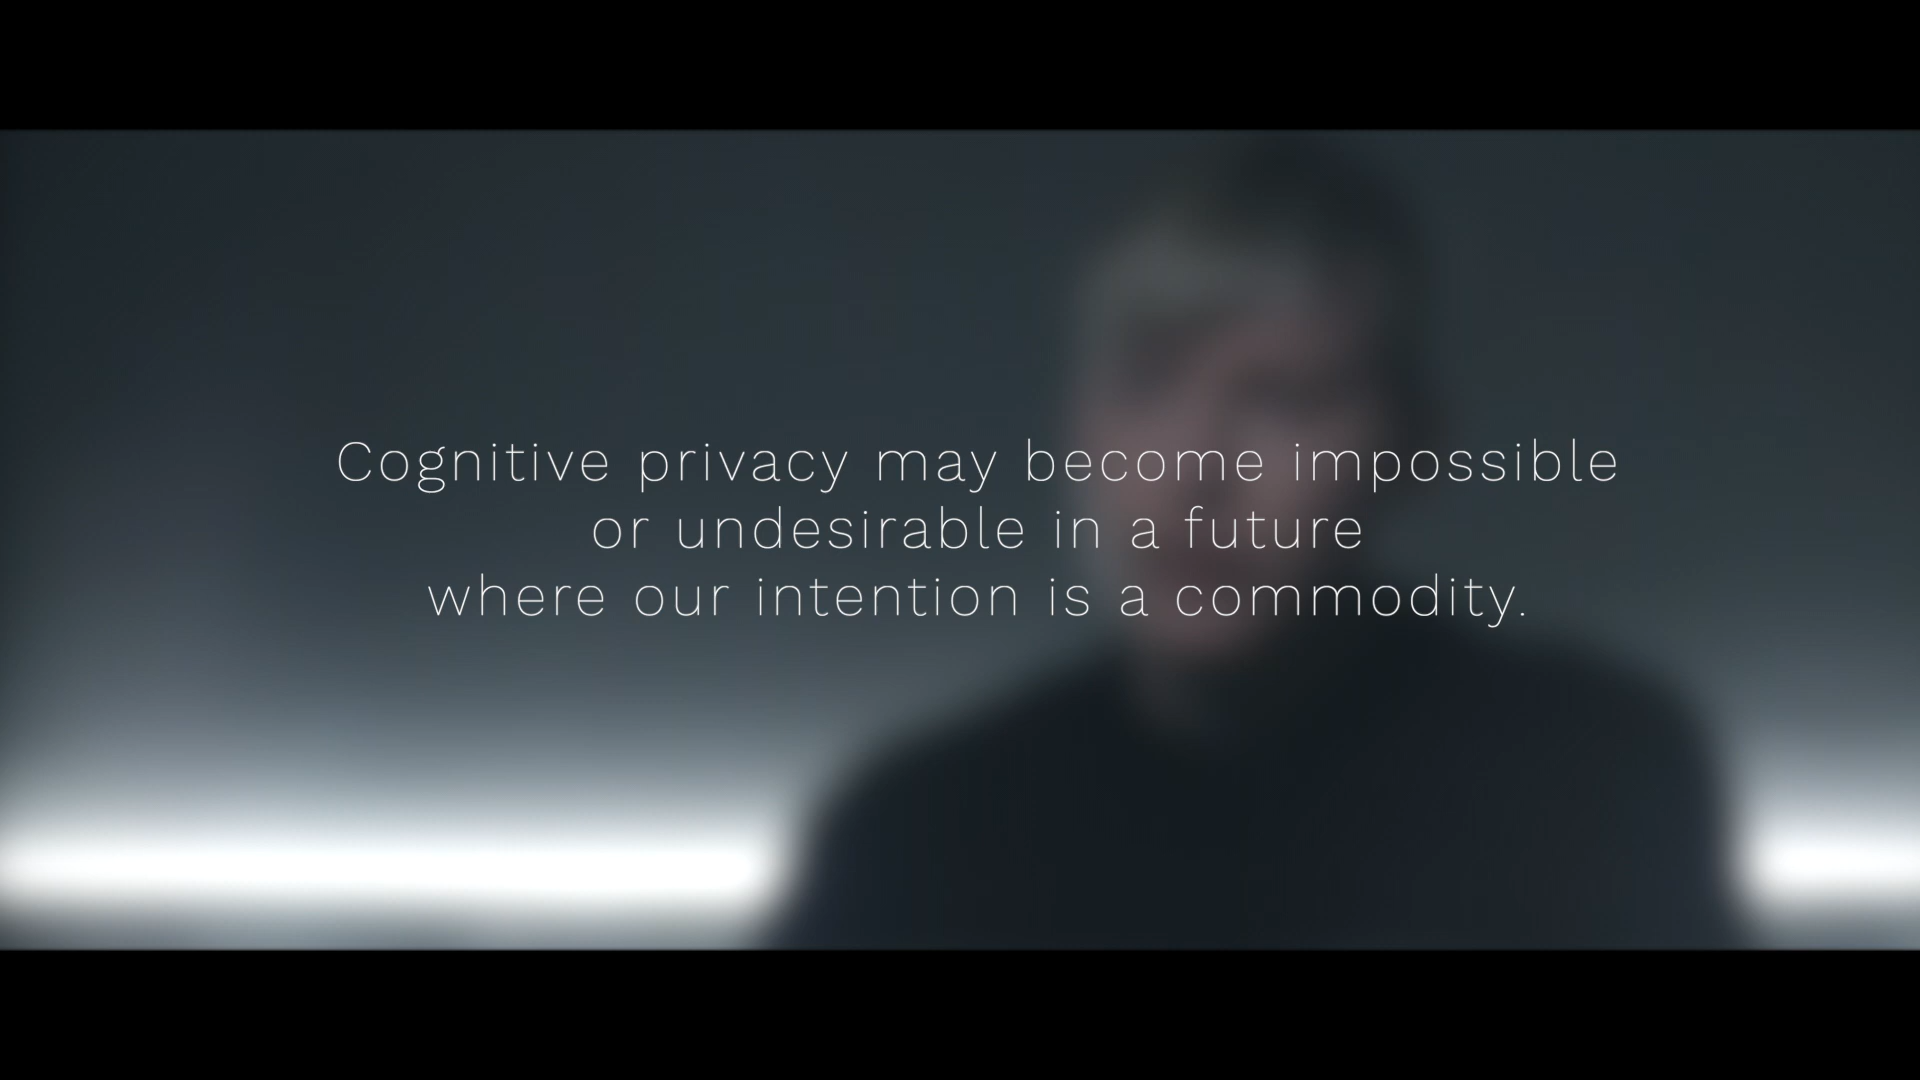 Cognitive privacy may become impossible
or undesirable in a future
where our intention is a commodity.